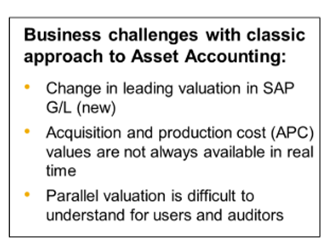 Business challenges with classic
approach to Asset Accounting:
• Change in leading valuation in SAP
G/L (new)
• Acquisition and production cost (APC)
values are not always available in real
time
• Parallel valuation is difficult to
understand for users and auditors